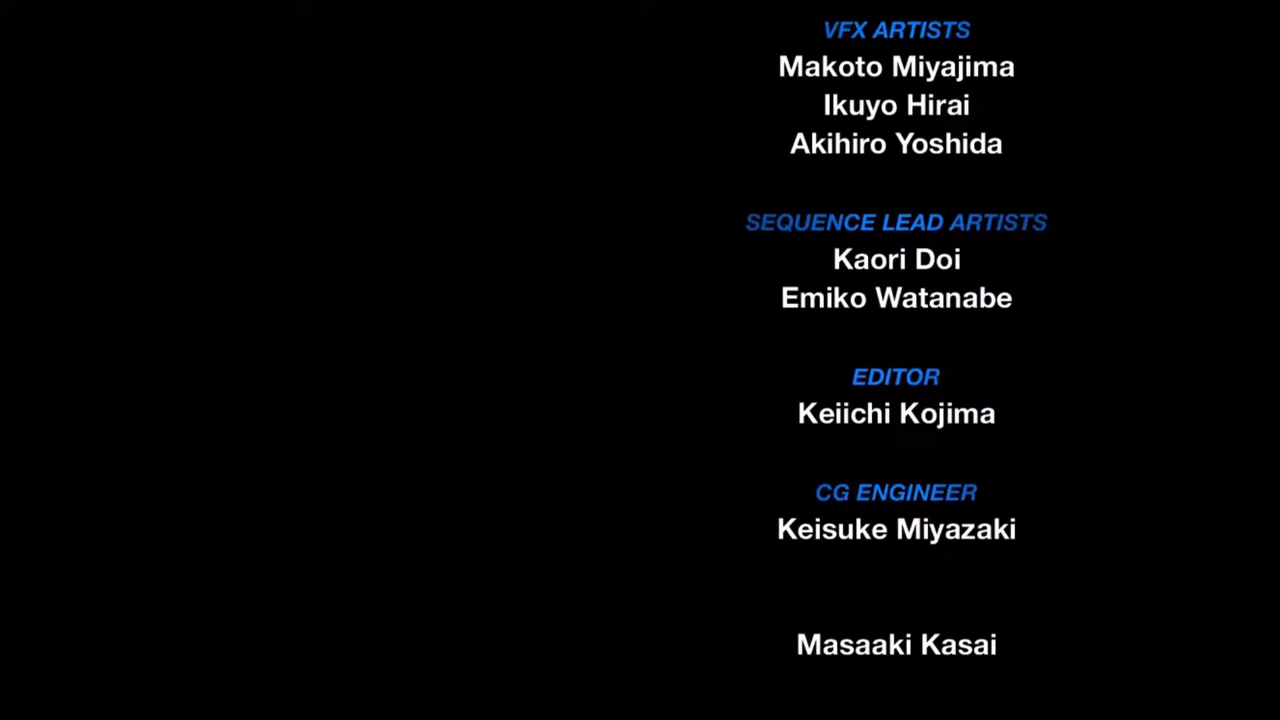 VFX ARTISTS
Makoto Miyajima
Ikuyo Hirai
Akihiro Yoshida
SEQUENCE LEAD ARTISTS
Kaori Doi
Emiko Watanabe
EDITOR
Keiichi Kojima
CG ENGINEER
Keisuke Miyazaki
Masaaki Kasai